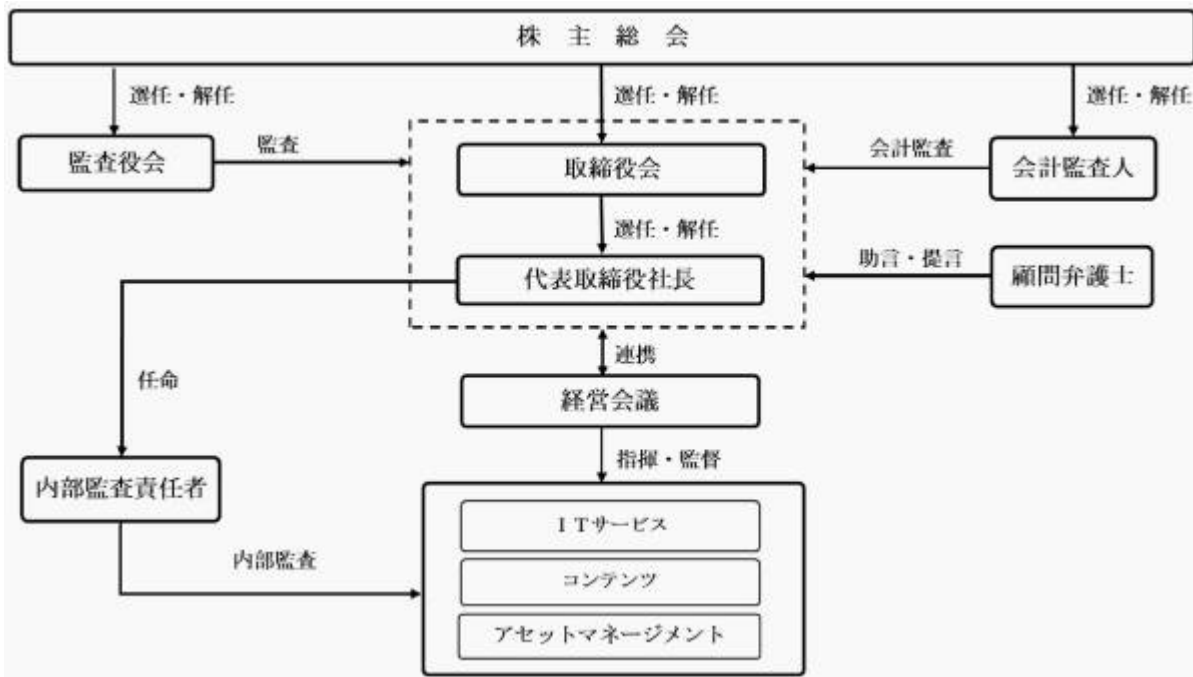 株主総会
選任・解任
選任・解任
選任・解任
監査役会
監査
取締役会
会計監査
会計監査人
選任・解任
代表取締役社長
助言・提言
顧問弁護士
連携
任命
経営会議
指揮・監督
内部監査責任者
ITサービス
内部監査
コンテンツ
アセットマネージメント